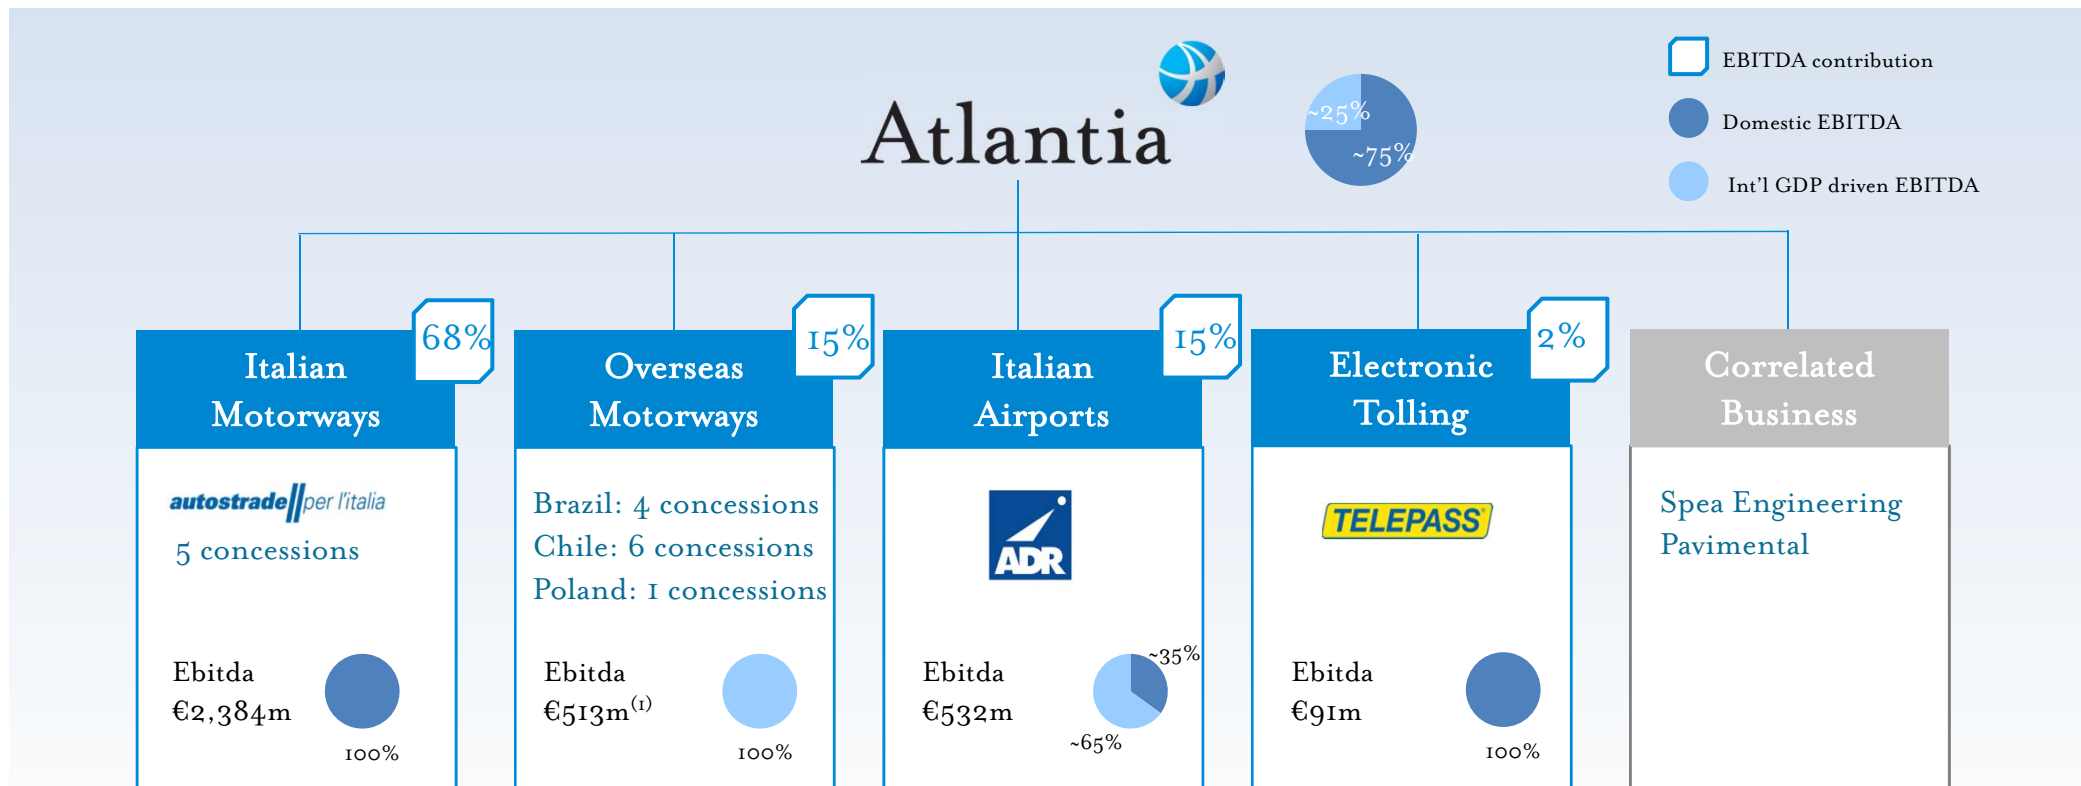 Atlantia
~25%
~75%
EBITDA contribution
Domestic EBITDA
Int'l GDP driven EBITDA
68%
Italian
Motorways
autostrade//per l'italia
5 concessions
Ebitda
€2,384m
100%
15%
Overseas
Motorways
Brazil: 4 concessions
Chile: 6 concessions
Poland: 1 concessions
Ebitda
€513m(1)
100%
15%
Italian
Airports
ADR
Ebitda
€532m
~35%
~65%
2%
Electronic
Tolling
TELEPASS®
Ebitda
€91m
100%
Correlated
Business
Spea Engineering
Pavimental